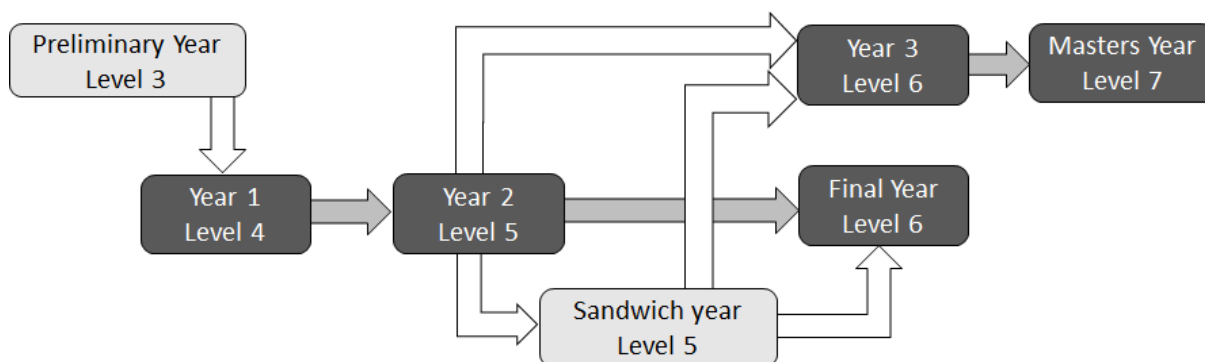 Preliminary Year
Level 3
Year 1
Level 4
Year 2
Level 5
Sandwich year
Level 5
Year 3
Level 6
Final Year
Level 6
Masters Year
Level 7